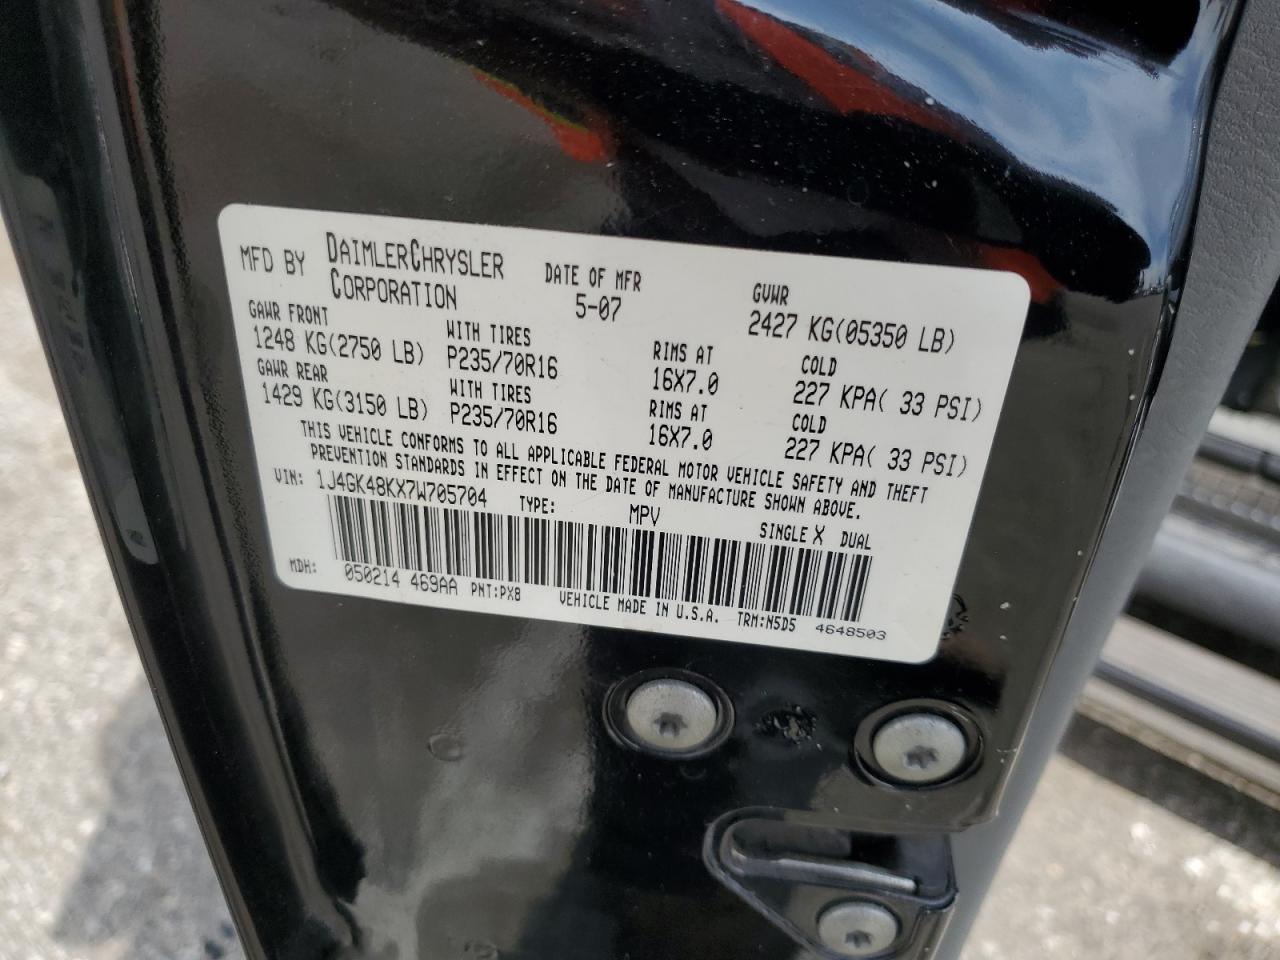 MFD BY DAIMLERCHRYSLER CORPORATION
DATE OF MFR 5-07
GVWR 2427 KG(05350 LB)
GAWR FRONT 1248 KG(2750 LB)
WITH TIRES P235/70R16
RIMS AT 16X7.0
COLD 227 KPA( 33 PSI)
GAWR REAR 1429 KG(3150 LB)
WITH TIRES P235/70R16
RIMS AT 16X7.0
COLD 227 KPA( 33 PSI)
THIS VEHICLE CONFORMS TO ALL APPLICABLE FEDERAL MOTOR VEHICLE SAFETY AND THEFT
PREVENTION STANDARDS IN EFFECT ON THE DATE OF MANUFACTURE SHOWN ABOVE.
VIN: 1J4GK48KX7W705704 TYPE: MPV SINGLE X DUAL
MDH: 050214 469AA PNT:PX8 VEHICLE MADE IN U.S.A. TRM:N5D5 4648503